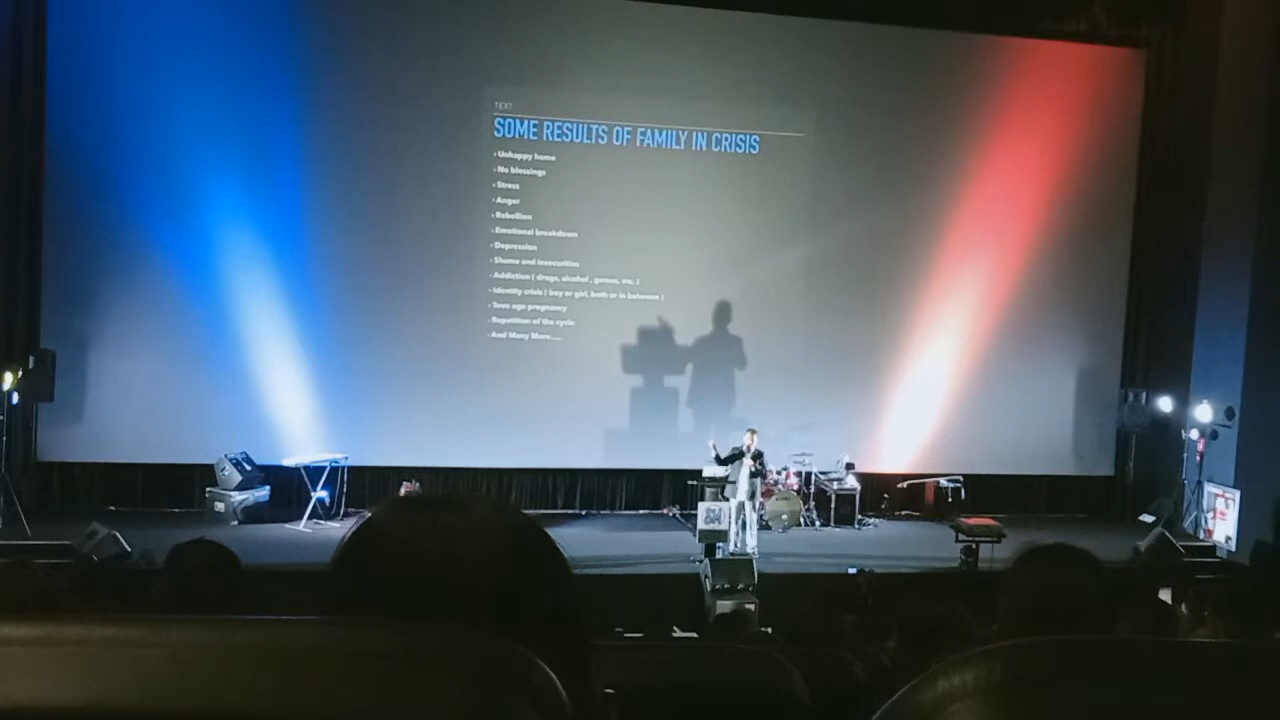 TEXT
SOME RESULTS OF FAMILY IN CRISIS
› Unhappy home
› No blessings
› Stress
› Anger
› Rebellion
› Emotional breakdown
› Depression
› Shame and insecurities
› Addiction ( drugs, alcohol , games, etc. )
› Identity crisis ( boy or girl, both or in between )
› Teen age pregnancy
› Repetition of the cycle
› And Many More.....
SM